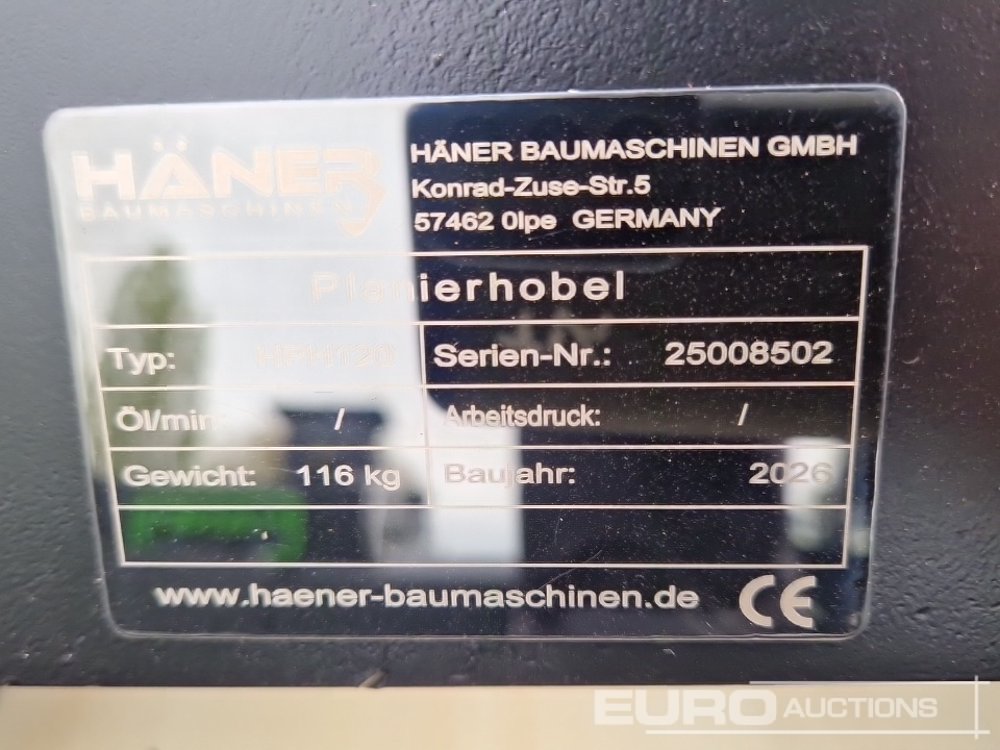 HÄNER
BAUMASCHINEN
HÄNER BAUMASCHINEN GMBH
Konrad-Zuse-Str.5
57462 Olpe GERMANY
Planierhobel
Typ:
Serien-Nr.: 25008502
Öl/min: /
Arbeitsdruck: /
Gewicht: 116 kg
Baujahr: 2026
www.haener-baumaschinen.de CE
EURO AUCTIONS